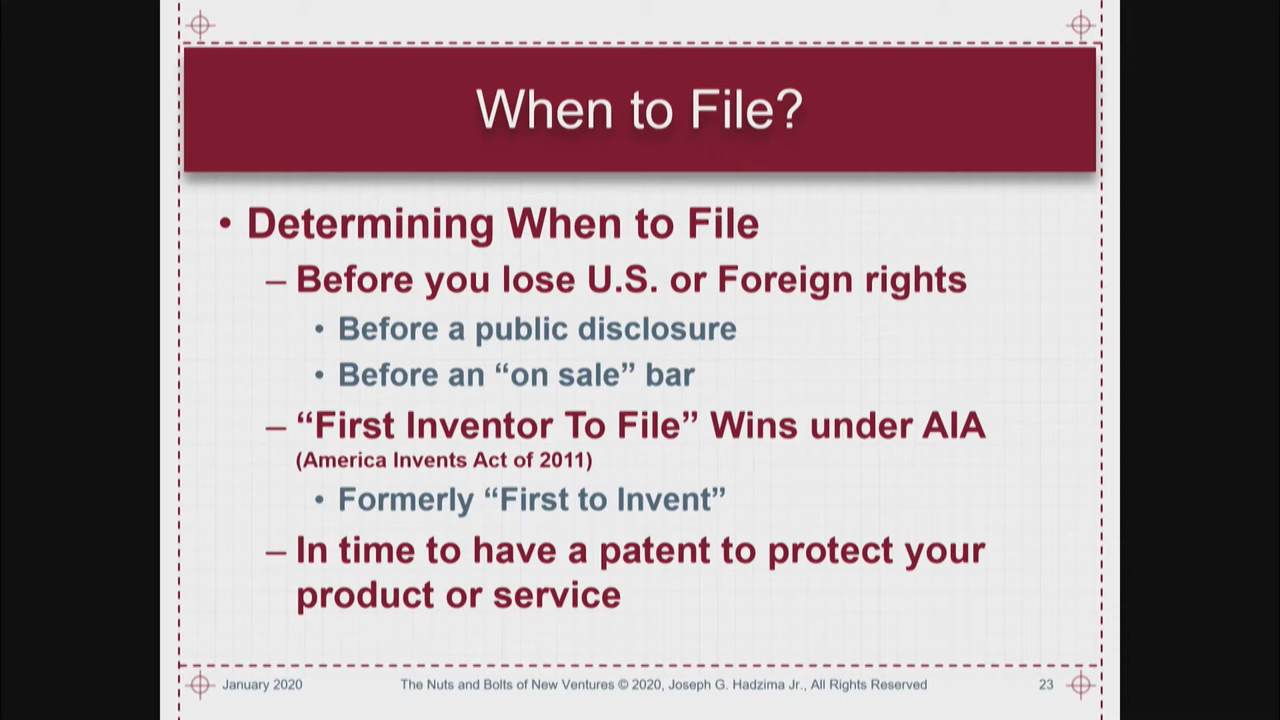 When to File?
• Determining When to File
– Before you lose U.S. or Foreign rights
• Before a public disclosure
• Before an “on sale” bar
– “First Inventor To File” Wins under AIA
(America Invents Act of 2011)
• Formerly “First to Invent”
– In time to have a patent to protect your
product or service
January 2020
The Nuts and Bolts of New Ventures © 2020, Joseph G. Hadzima Jr., All Rights Reserved
23